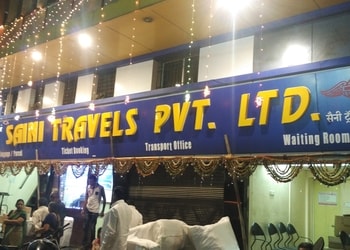 SAINI TRAVELS PVT. LTD.
सैनी
Ticket Booking
Transport Office
Waiting Room